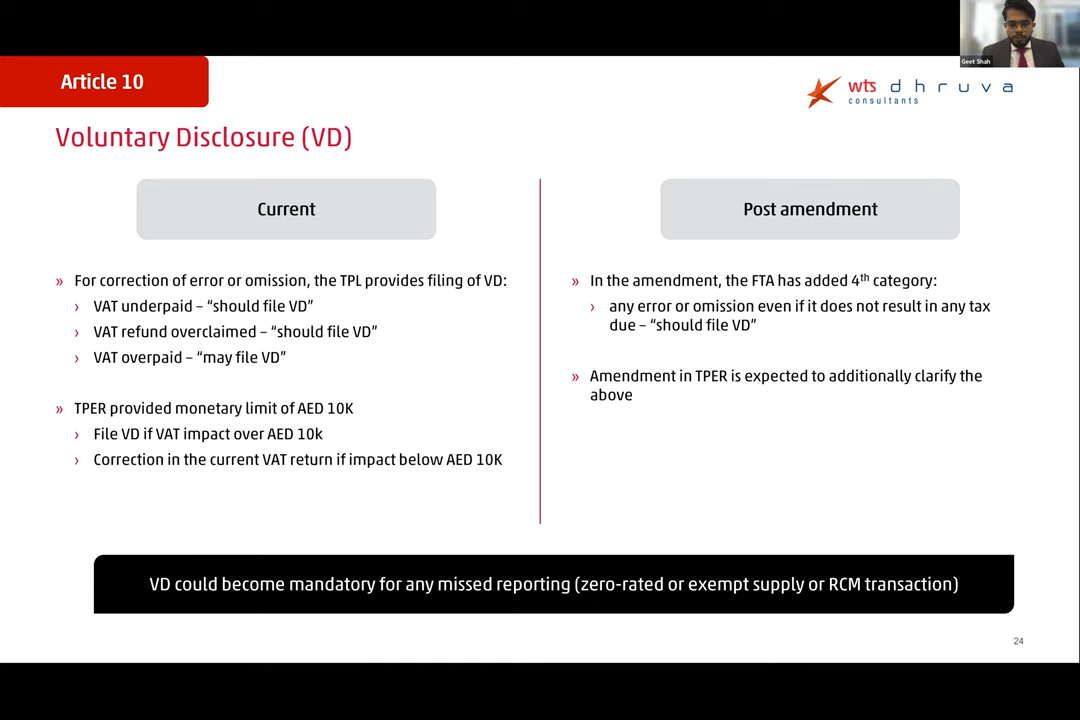 Geet Shah
Article 10
wts dhruva
consultants
Voluntary Disclosure (VD)
Current
» For correction of error or omission, the TPL provides filing of VD:
› VAT underpaid – “should file VD”
› VAT refund overclaimed – “should file VD”
› VAT overpaid – “may file VD”
» TPER provided monetary limit of AED 10K
› File VD if VAT impact over AED 10k
› Correction in the current VAT return if impact below AED 10K
Post amendment
» In the amendment, the FTA has added 4th category:
› any error or omission even if it does not result in any tax
due – “should file VD”
» Amendment in TPER is expected to additionally clarify the
above
VD could become mandatory for any missed reporting (zero-rated or exempt supply or RCM transaction)
24